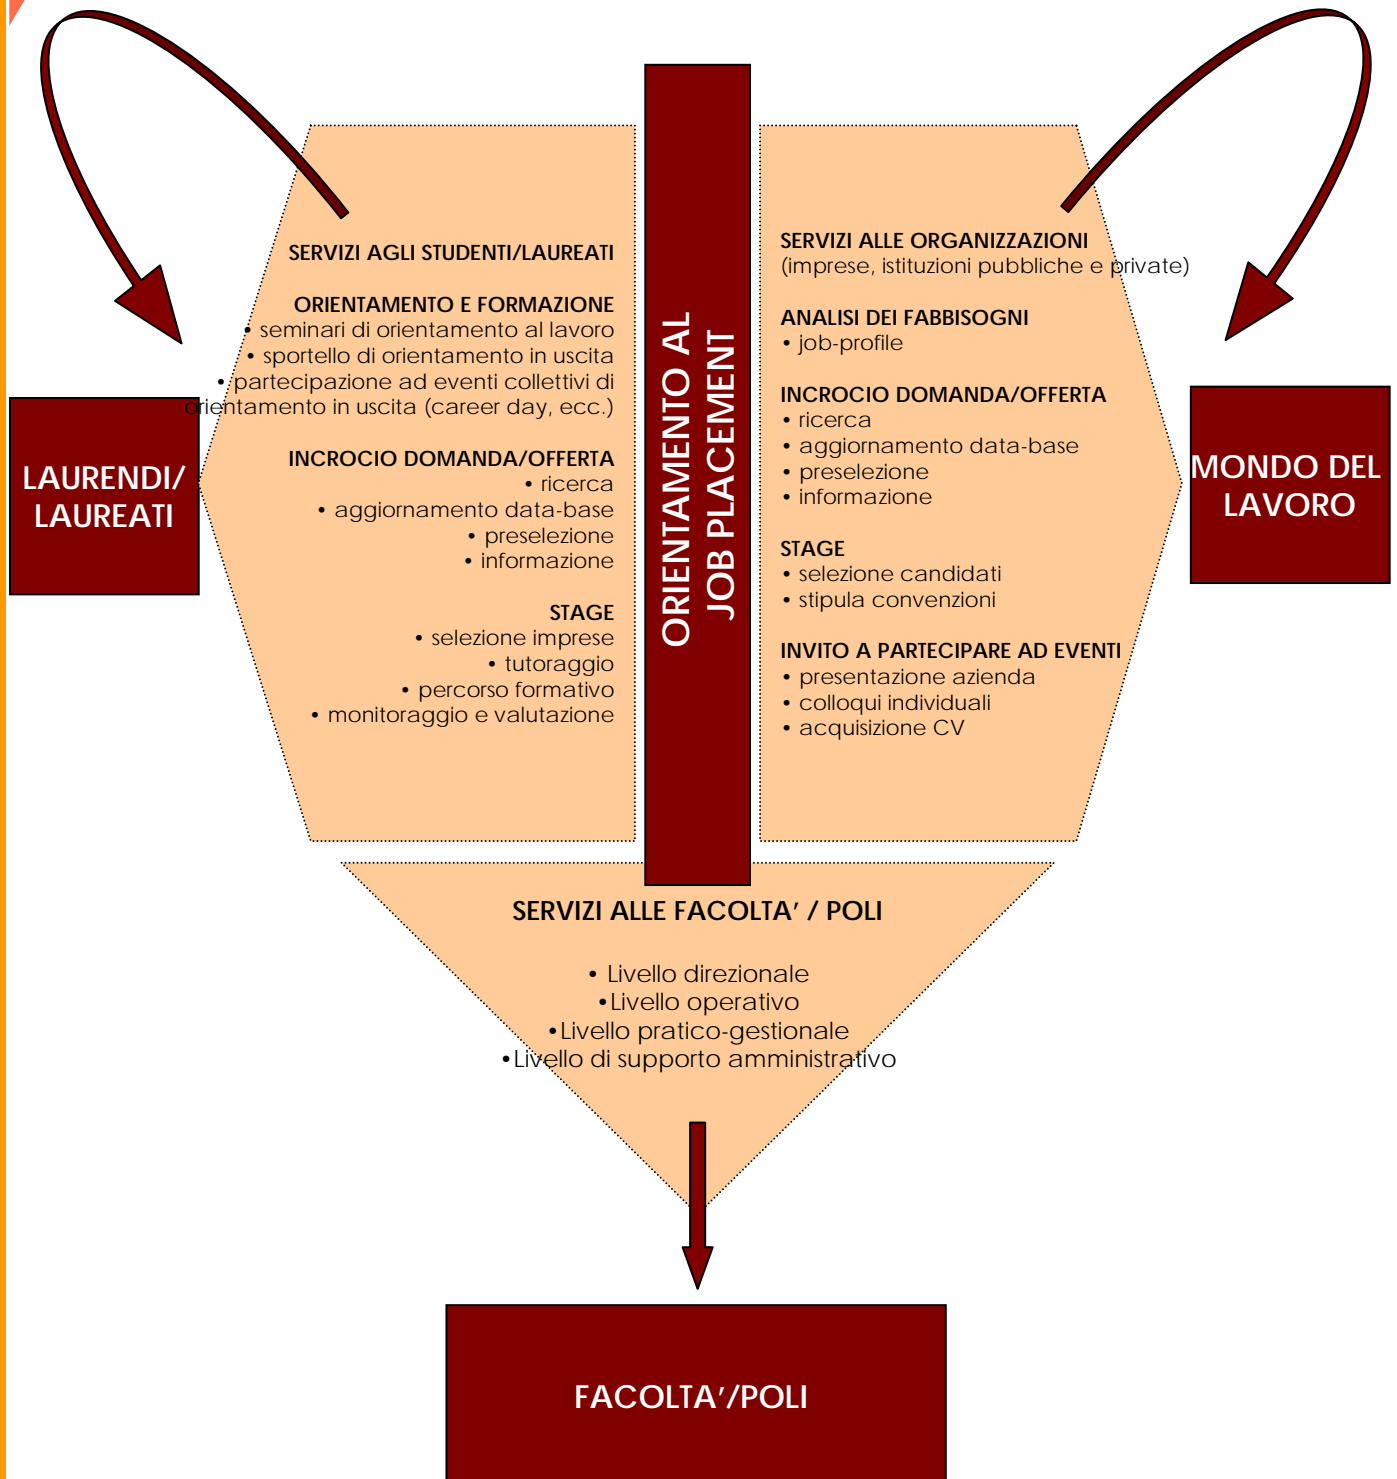 LAURENDI/
LAUREATI
SERVIZI AGLI STUDENTI/LAUREATI
ORIENTAMENTO E FORMAZIONE
• seminari di orientamento al lavoro
• sportello di orientamento in uscita
• partecipazione ad eventi collettivi di
orientamento in uscita (career day, ecc.)
INCROCIO DOMANDA/OFFERTA
• ricerca
• aggiornamento data-base
• preselezione
• informazione
STAGE
• selezione imprese
• tutoraggio
• percorso formativo
• monitoraggio e valutazione
ORIENTAMENTO AL
JOB PLACEMENT
SERVIZI ALLE ORGANIZZAZIONI
(imprese, istituzioni pubbliche e private)
ANALISI DEI FABBISOGNI
• job-profile
INCROCIO DOMANDA/OFFERTA
• ricerca
• aggiornamento data-base
• preselezione
• informazione
STAGE
• selezione candidati
• stipula convenzioni
INVITO A PARTECIPARE AD EVENTI
• presentazione azienda
• colloqui individuali
• acquisizione CV
MONDO DEL
LAVORO
SERVIZI ALLE FACOLTA’ / POLI
• Livello direzionale
•Livello operativo
•Livello pratico-gestionale
•Livello di supporto amministrativo
FACOLTA’/POLI